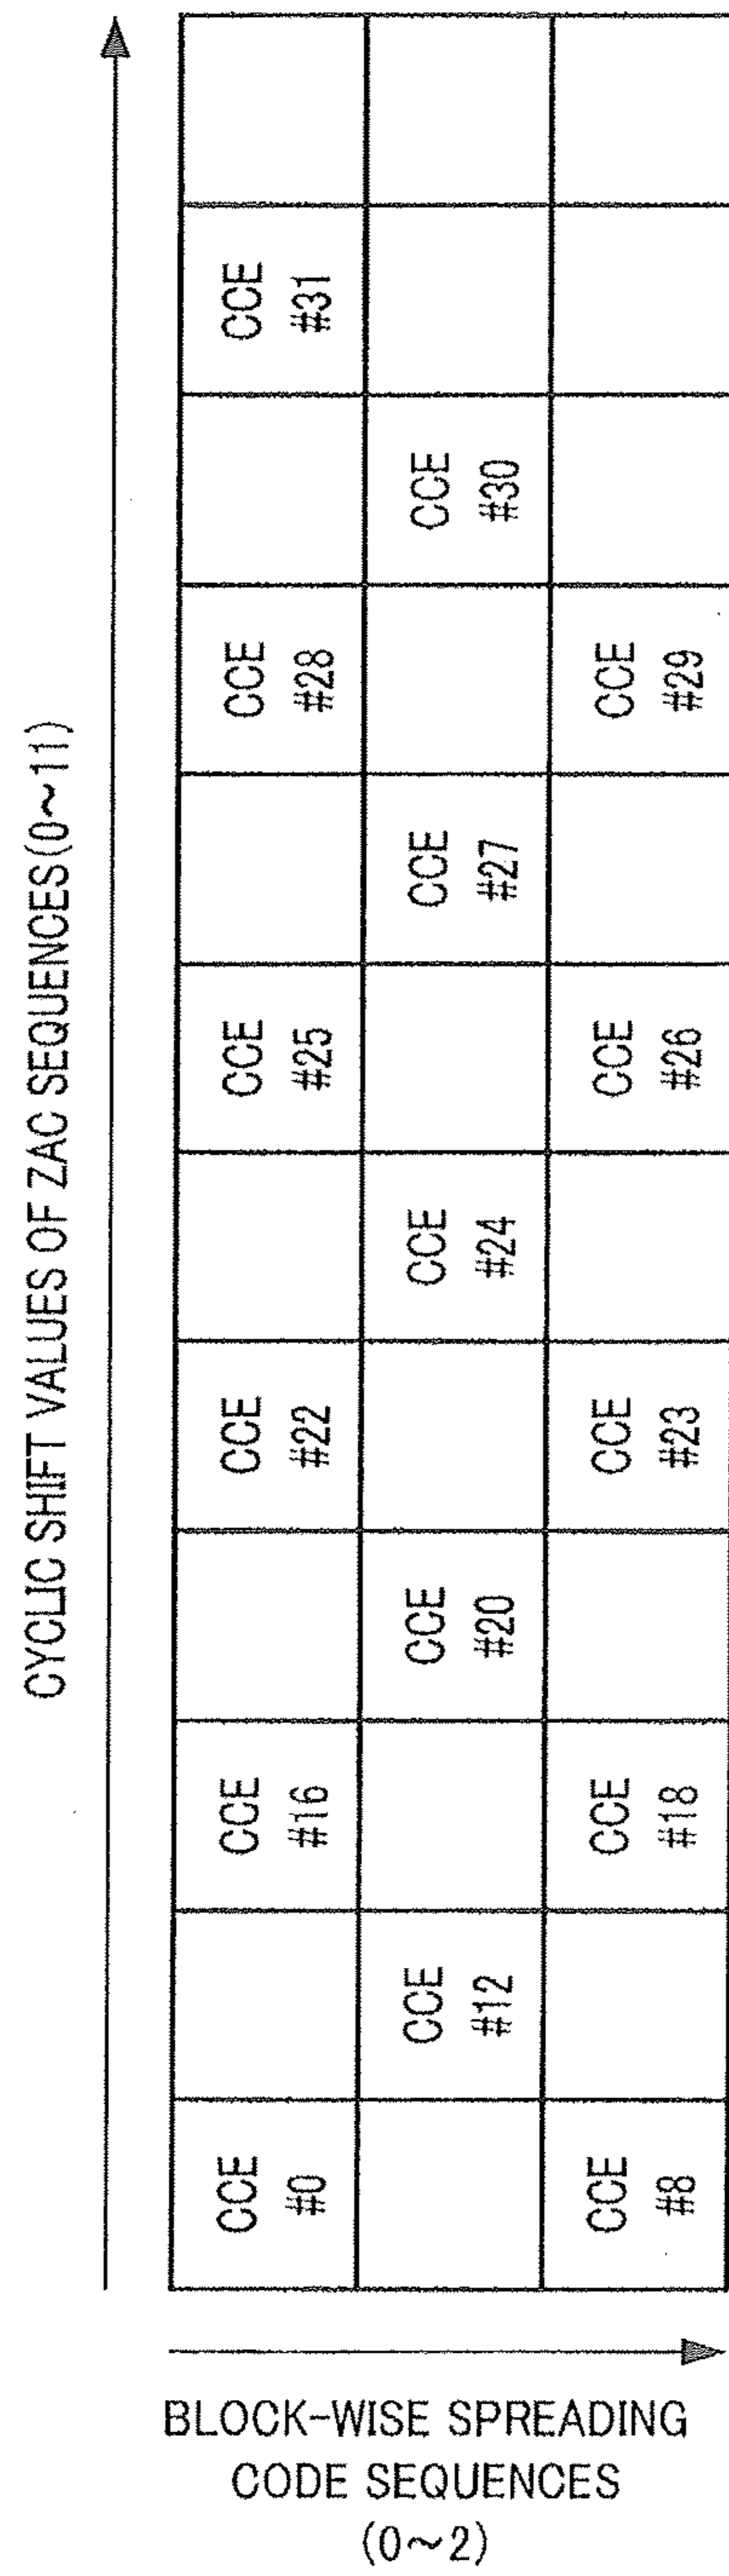 CYCLIC SHIFT VALUES OF ZAC SEQUENCES(0～11)
BLOCK-WISE SPREADING
CODE SEQUENCES
(0～2)
CCE
#0
CCE
#16
CCE
#22
CCE
#25
CCE
#28
CCE
#31
CCE
#12
CCE
#20
CCE
#24
CCE
#27
CCE
#30
CCE
#8
CCE
#18
CCE
#23
CCE
#26
CCE
#29